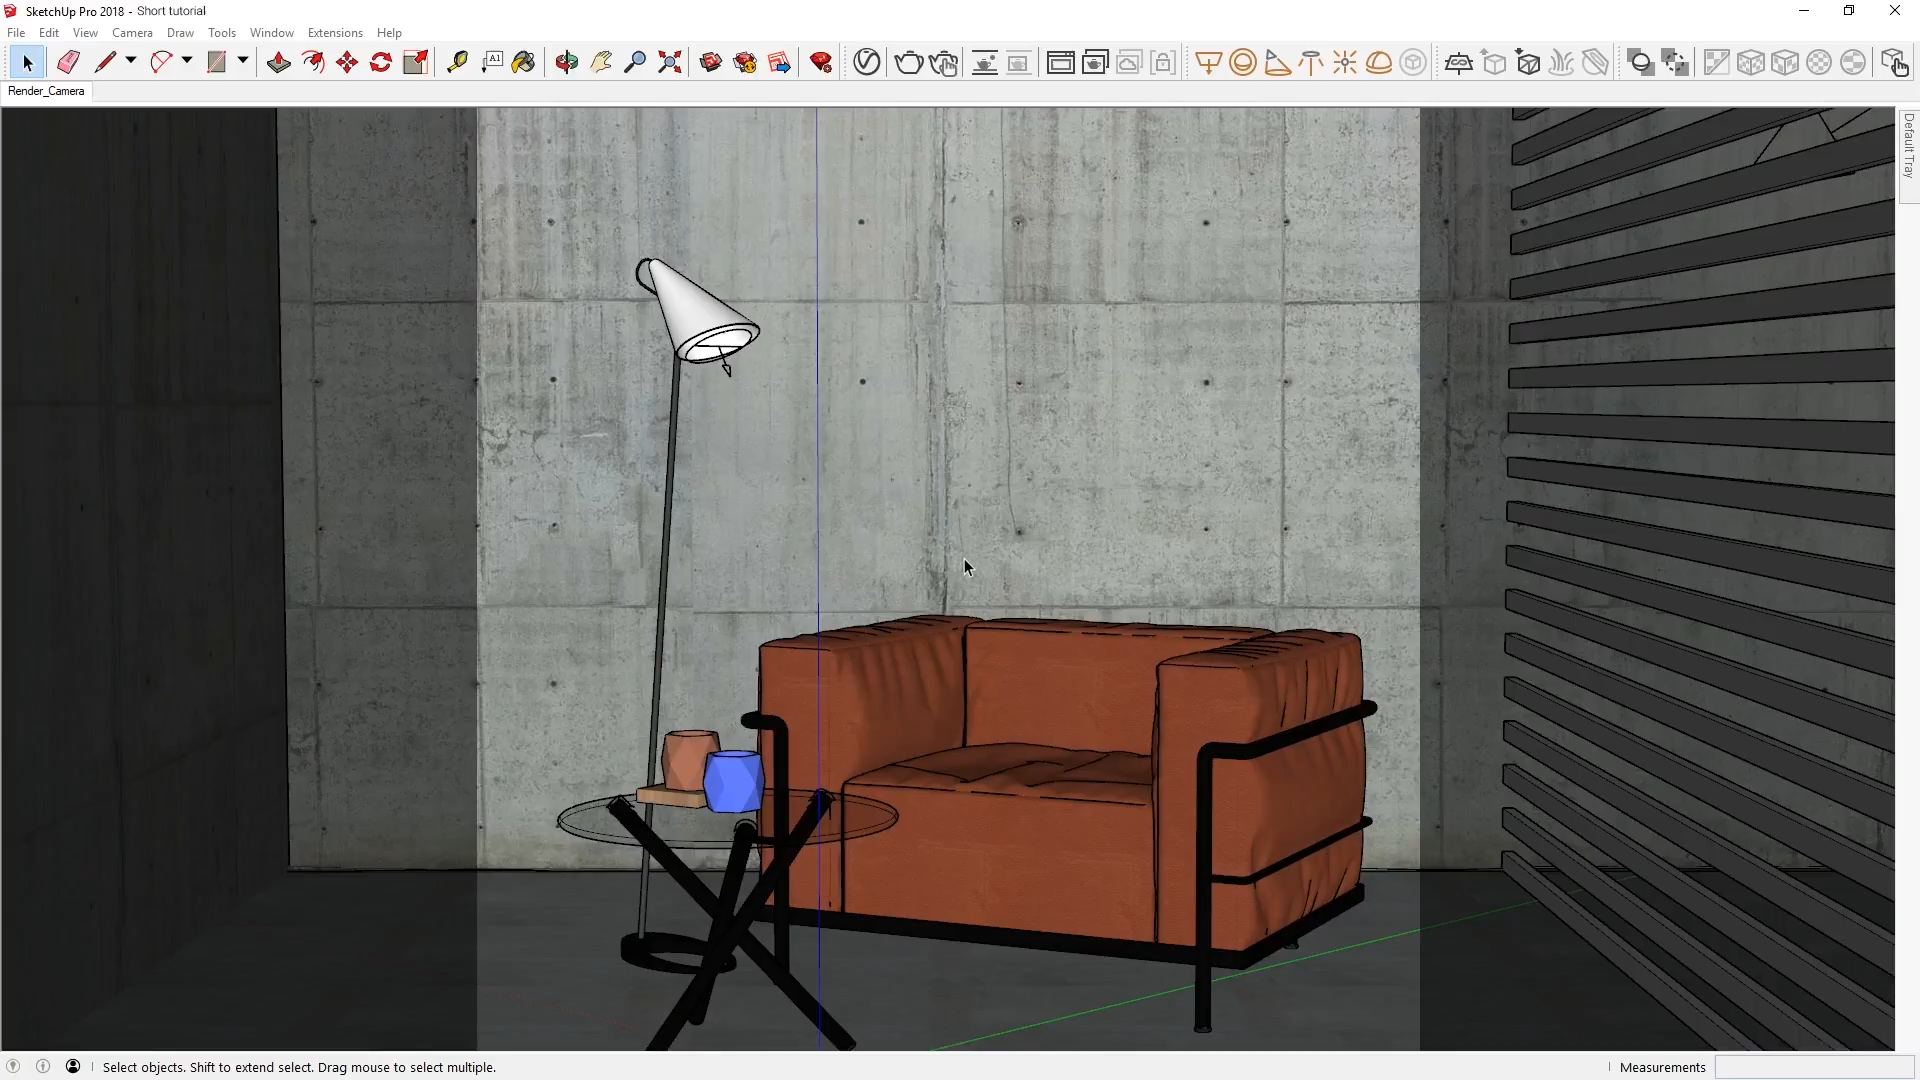 SketchUp Pro 2018 - Short tutorial
File Edit View Camera Draw Tools Window Extensions Help
A1
Render_Camera
Default Tray
Select objects. Shift to extend select. Drag mouse to select multiple.
Measurements